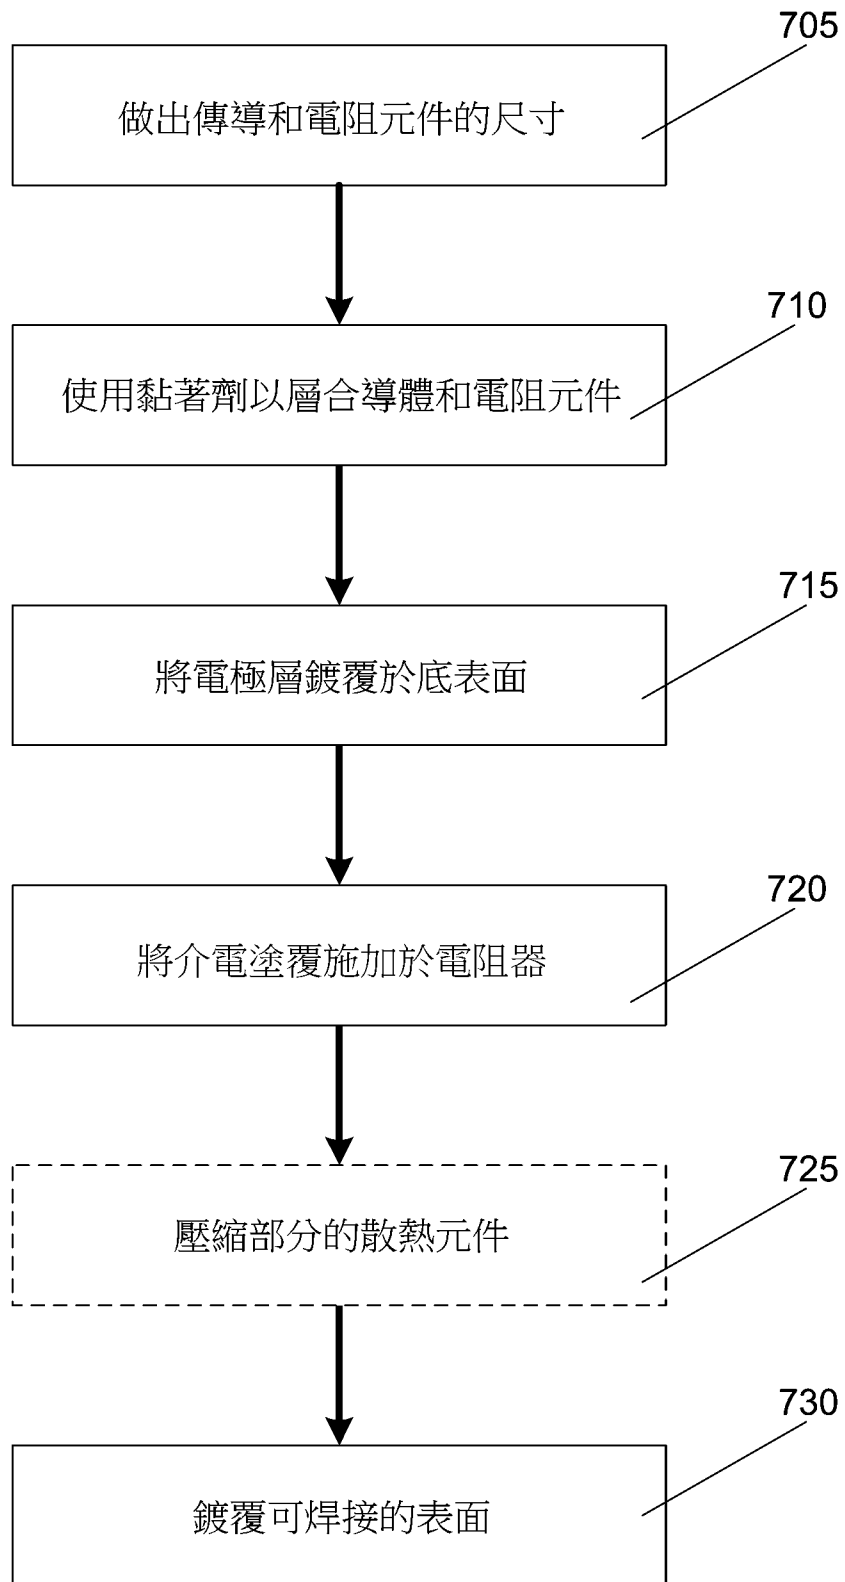 705
做出傳導和電阻元件的尺寸
710
使用黏著劑以層合導體和電阻元件
715
將電極層鍍覆於底表面
720
將介電塗覆施加於電阻器
725
壓縮部分的散熱元件
730
鍍覆可焊接的表面